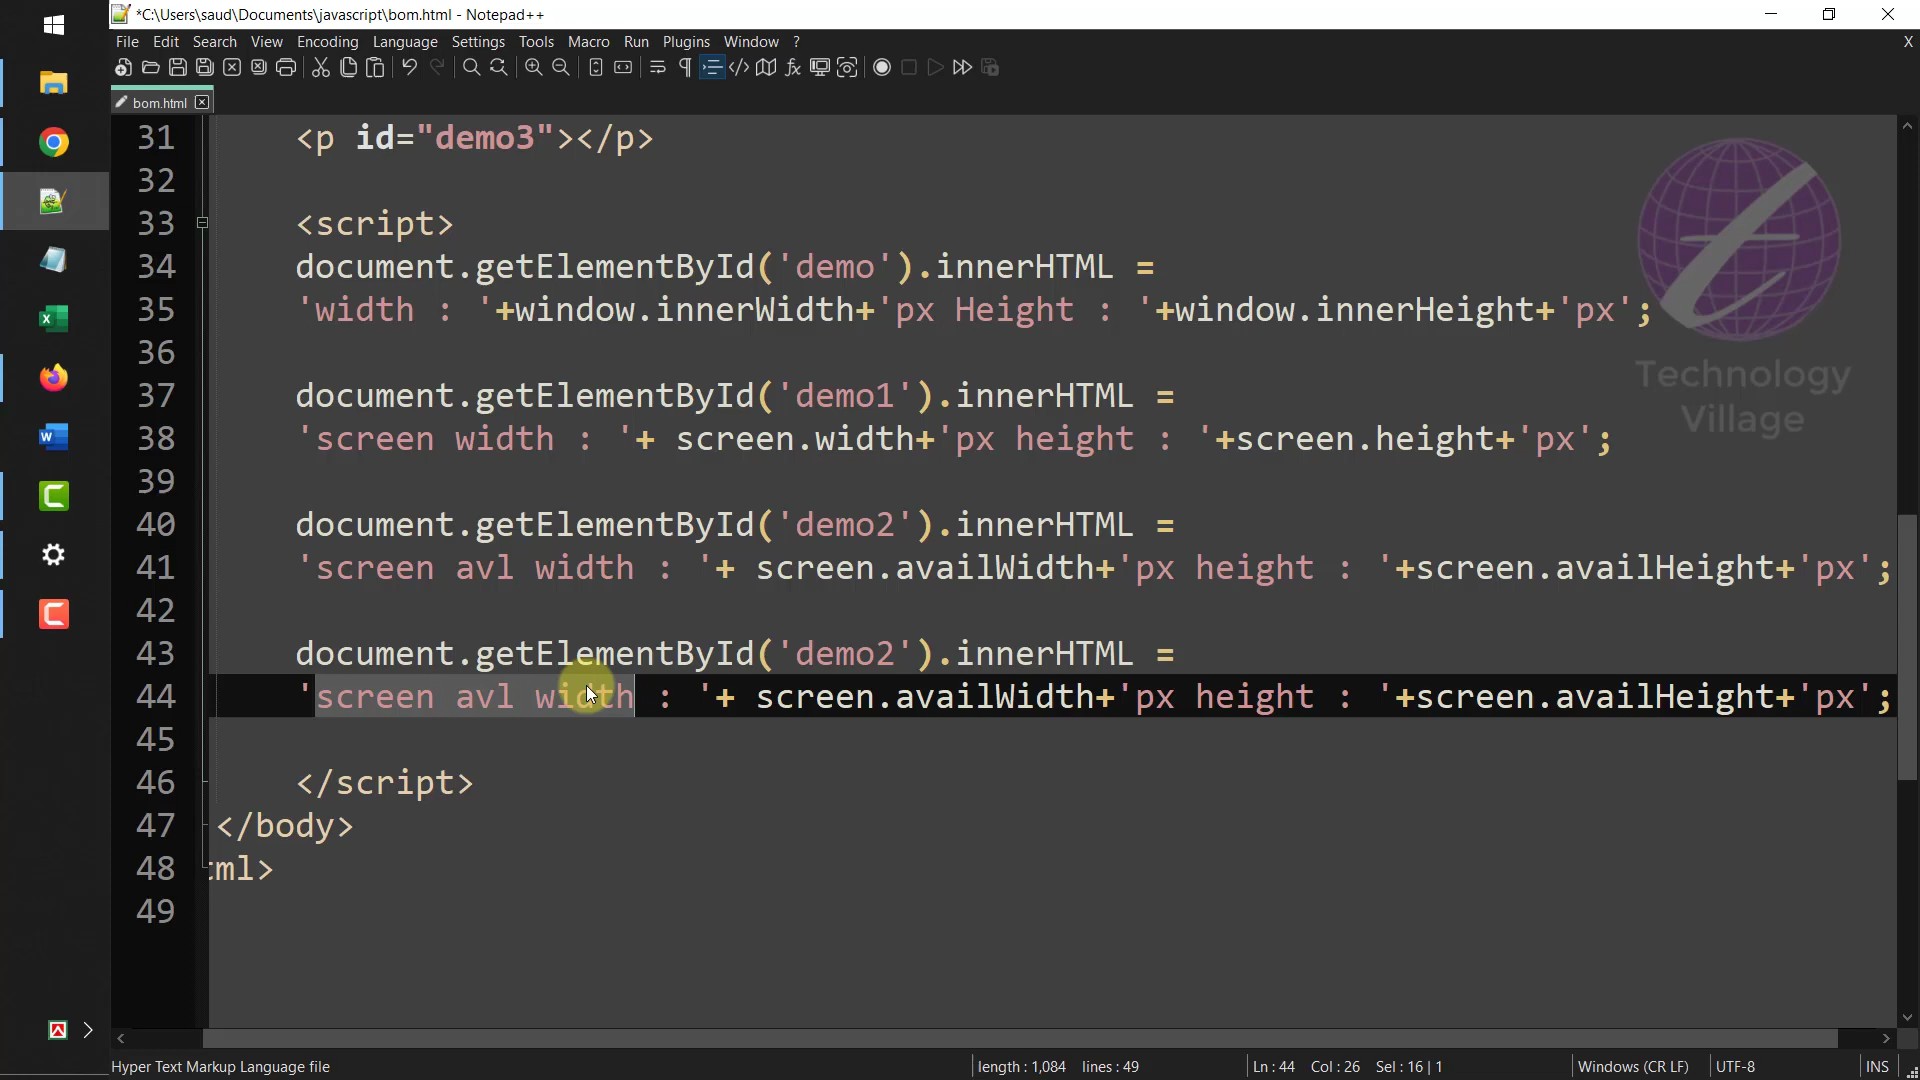 *C:\Users\saud\Documents\javascript\bom.html - Notepad++
File Edit Search View Encoding Language Settings Tools Macro Run Plugins Window ? X
bom.html
31 <p id="demo3"></p>
32
33 <script>
34 document.getElementById('demo').innerHTML =
35 'width : '+window.innerWidth+'px Height : '+window.innerHeight+'px';
36
37 document.getElementById('demo1').innerHTML =
38 'screen width : '+ screen.width+'px height : '+screen.height+'px';
39
40 document.getElementById('demo2').innerHTML =
41 'screen avl width : '+ screen.availWidth+'px height : '+screen.availHeight+'px';
42
43 document.getElementById('demo2').innerHTML =
44 'screen avl width : '+ screen.availWidth+'px height : '+screen.availHeight+'px';
45
46 </script>
47 </body>
48 tml>
49
Technology
Village
Hyper Text Markup Language file length : 1,084 lines : 49 Ln : 44 Col : 26 Sel : 16 | 1 Windows (CR LF) UTF-8 INS